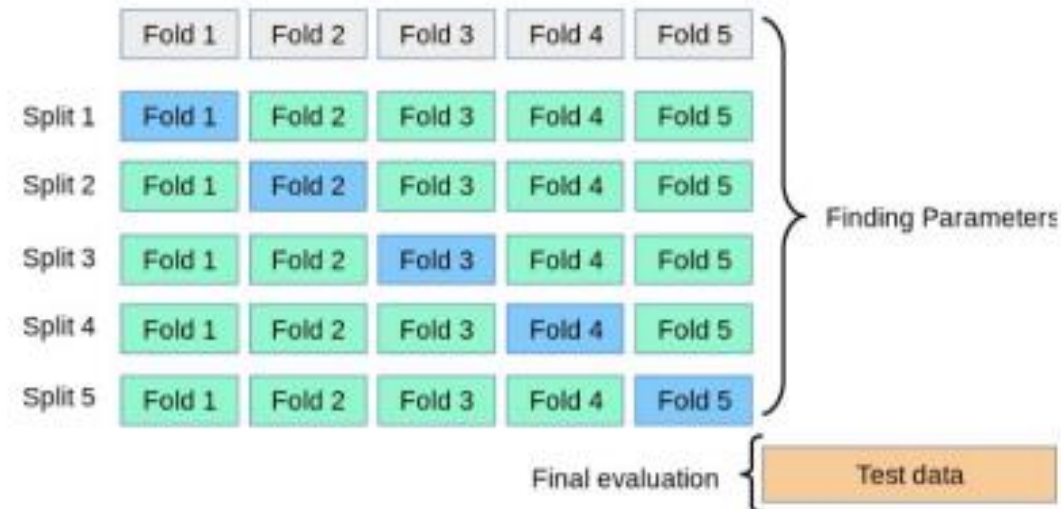 Fold 1 Fold 2 Fold 3 Fold 4 Fold 5
Split 1 Fold 1 Fold 2 Fold 3 Fold 4 Fold 5
Split 2 Fold 1 Fold 2 Fold 3 Fold 4 Fold 5
Finding Parameters
Split 3 Fold 1 Fold 2 Fold 3 Fold 4 Fold 5
Split 4 Fold 1 Fold 2 Fold 3 Fold 4 Fold 5
Split 5 Fold 1 Fold 2 Fold 3 Fold 4 Fold 5
Final evaluation Test data